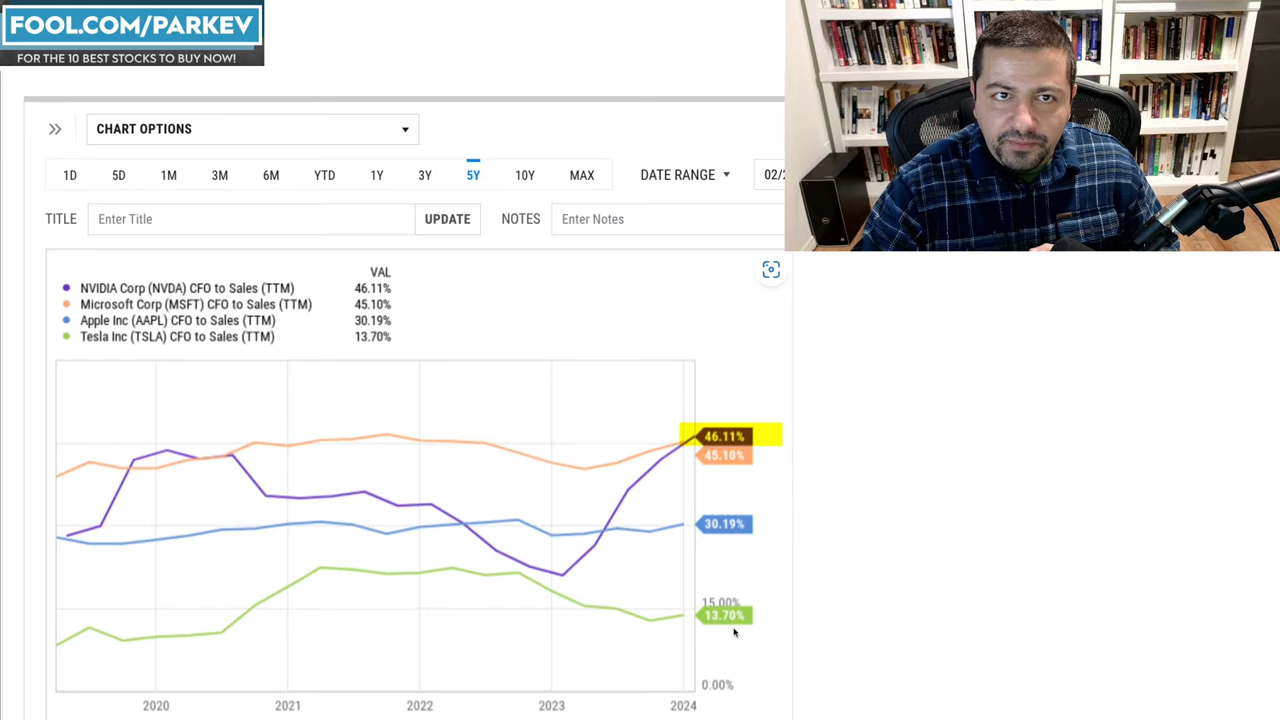 FOOL.COM/PARKEV
FOR THE 10 BEST STOCKS TO BUY NOW!
CHART OPTIONS
1D 5D 1M 3M 6M YTD 1Y 3Y 5Y 10Y MAX DATE RANGE 02/2
TITLE Enter Title UPDATE NOTES Enter Notes
VAL
NVIDIA Corp (NVDA) CFO to Sales (TTM) 46.11%
Microsoft Corp (MSFT) CFO to Sales (TTM) 45.10%
Apple Inc (AAPL) CFO to Sales (TTM) 30.19%
Tesla Inc (TSLA) CFO to Sales (TTM) 13.70%
46.11%
45.10%
30.19%
15.00%
13.70%
0.00%
2020 2021 2022 2023 2024